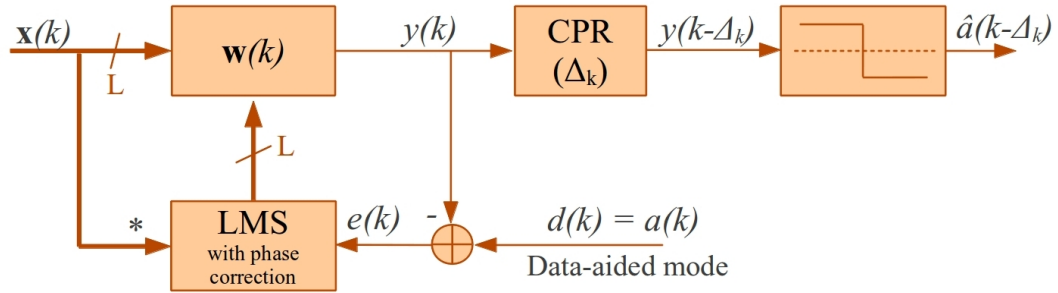 x(k)
L
w(k)
y(k)
CPR
(Δₖ)
y(k-Δₖ)
â(k-Δₖ)
L
*
LMS
with phase
correction
e(k)
-
d(k) = a(k)
Data-aided mode